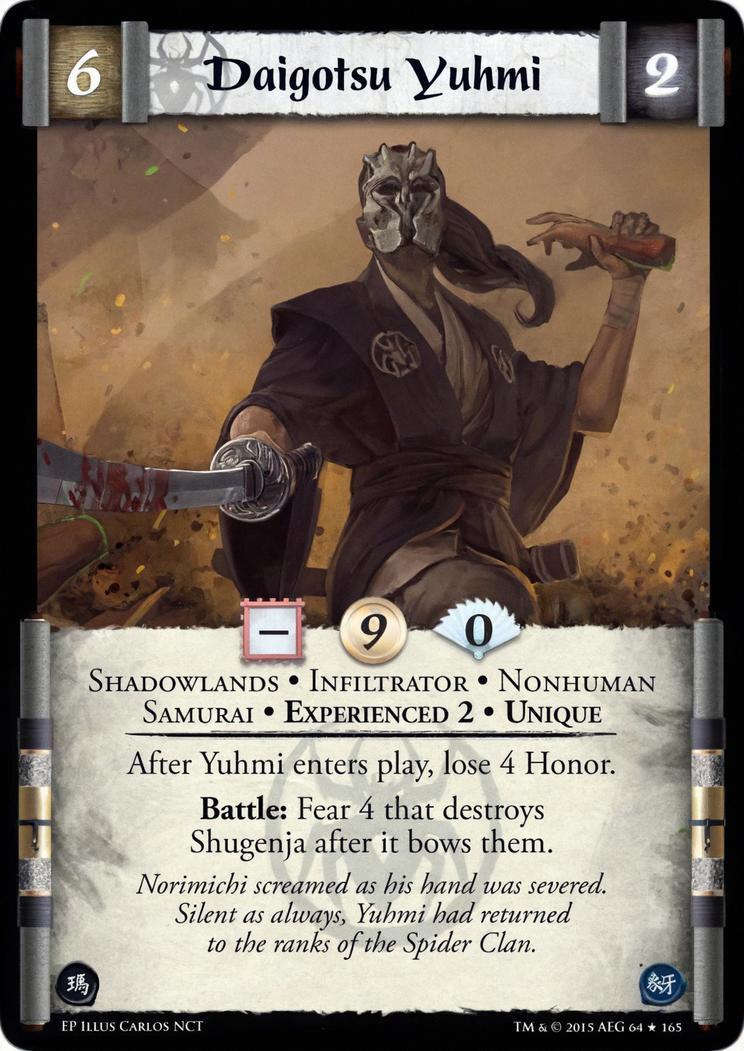 6 Daigotsu Yuhmi 2
– 9 0
Shadowlands • Infiltrator • Nonhuman
Samurai • Experienced 2 • Unique
After Yuhmi enters play, lose 4 Honor.
Battle: Fear 4 that destroys
Shugenja after it bows them.
Norimichi screamed as his hand was severed.
Silent as always, Yuhmi had returned
to the ranks of the Spider Clan.
瑪
EP Illus Carlos NCT TM & © 2015 AEG 64 ★ 165